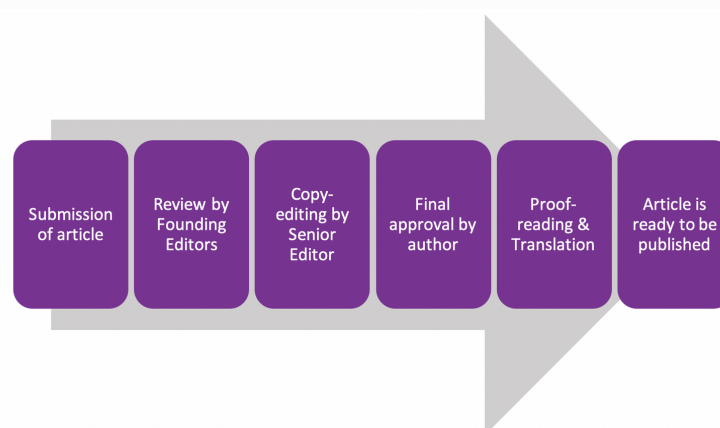 Submission
of article
Review by
Founding
Editors
Copy-
editing by
Senior
Editor
Final
approval by
author
Proof-
reading &
Translation
Article is
ready to be
published